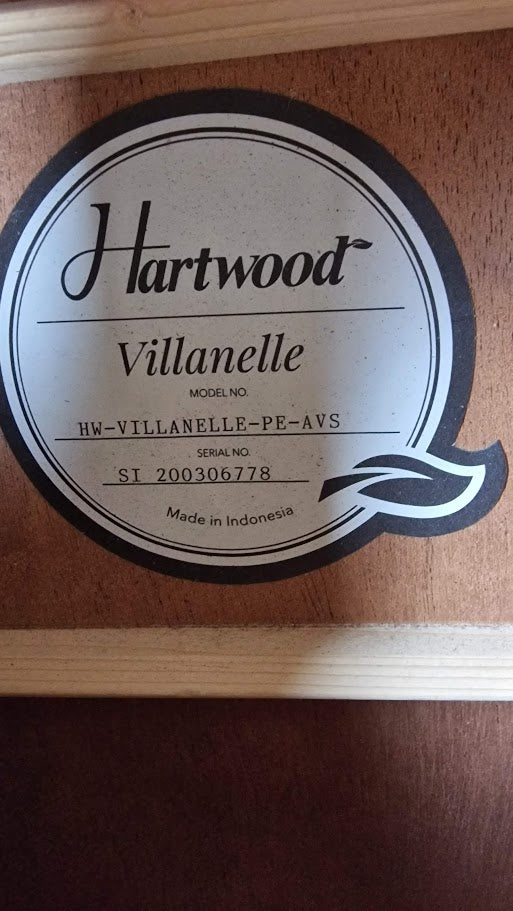 Hartwood
Villanelle
MODEL NO.
HW-VILLANELLE-PE-AVS
SERIAL NO.
SI 200306778
Made in Indonesia